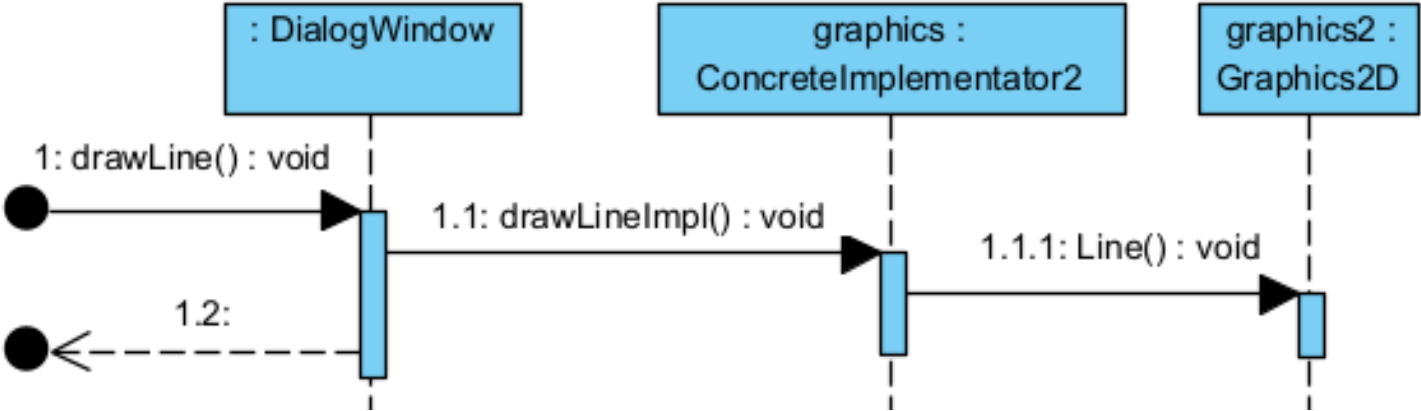 : DialogWindow
graphics :
ConcreteImplementator2
graphics2 :
Graphics2D
1: drawLine() : void
1.1: drawLineImpl() : void
1.1.1: Line() : void
1.2: